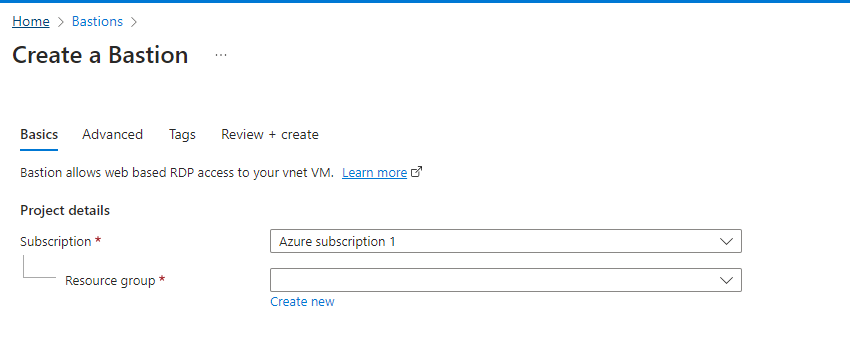 Home > Bastions >
Create a Bastion ...
Basics Advanced Tags Review + create
Bastion allows web based RDP access to your vnet VM. Learn more
Project details
Subscription * Azure subscription 1
Resource group *
Create new